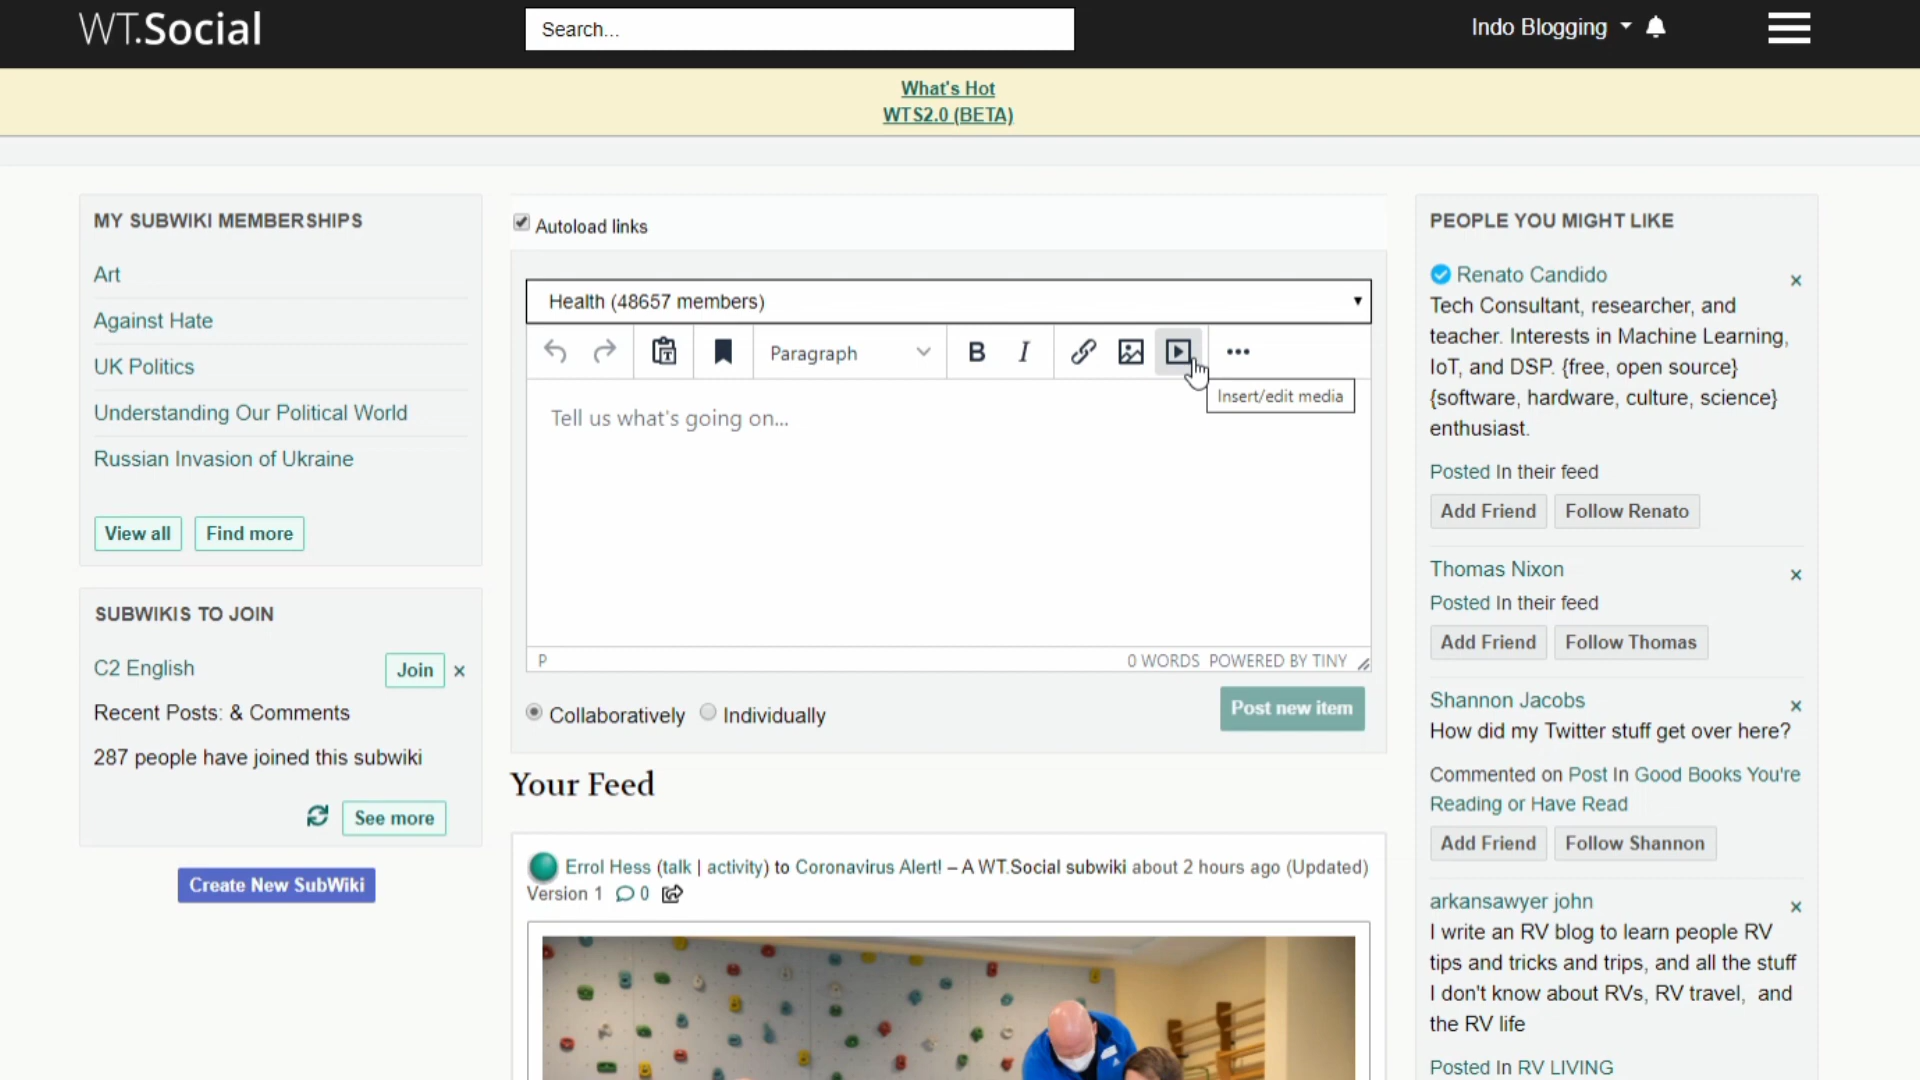 WT.Social
Search...
Indo Blogging
What's Hot
WTS2.0 (BETA)
MY SUBWIKI MEMBERSHIPS
Art
Against Hate
UK Politics
Understanding Our Political World
Russian Invasion of Ukraine
View all
Find more
SUBWIKIS TO JOIN
C2 English
Join
×
Recent Posts: & Comments
287 people have joined this subwiki
See more
Create New SubWiki
Autoload links
Health (48657 members)
Paragraph
B
I
Insert/edit media
Tell us what's going on...
P
0 WORDS POWERED BY TINY
Collaboratively
Individually
Post new item
Your Feed
Errol Hess (talk | activity) to Coronavirus Alert! – A WT.Social subwiki about 2 hours ago (Updated)
Version 1 0
PEOPLE YOU MIGHT LIKE
Renato Candido ×
Tech Consultant, researcher, and
teacher. Interests in Machine Learning,
IoT, and DSP. {free, open source}
{software, hardware, culture, science}
enthusiast.
Posted In their feed
Add Friend
Follow Renato
Thomas Nixon ×
Posted In their feed
Add Friend
Follow Thomas
Shannon Jacobs ×
How did my Twitter stuff get over here?
Commented on Post In Good Books You're
Reading or Have Read
Add Friend
Follow Shannon
arkansawyer john ×
I write an RV blog to learn people RV
tips and tricks and trips, and all the stuff
I don't know about RVs, RV travel, and
the RV life
Posted In RV LIVING